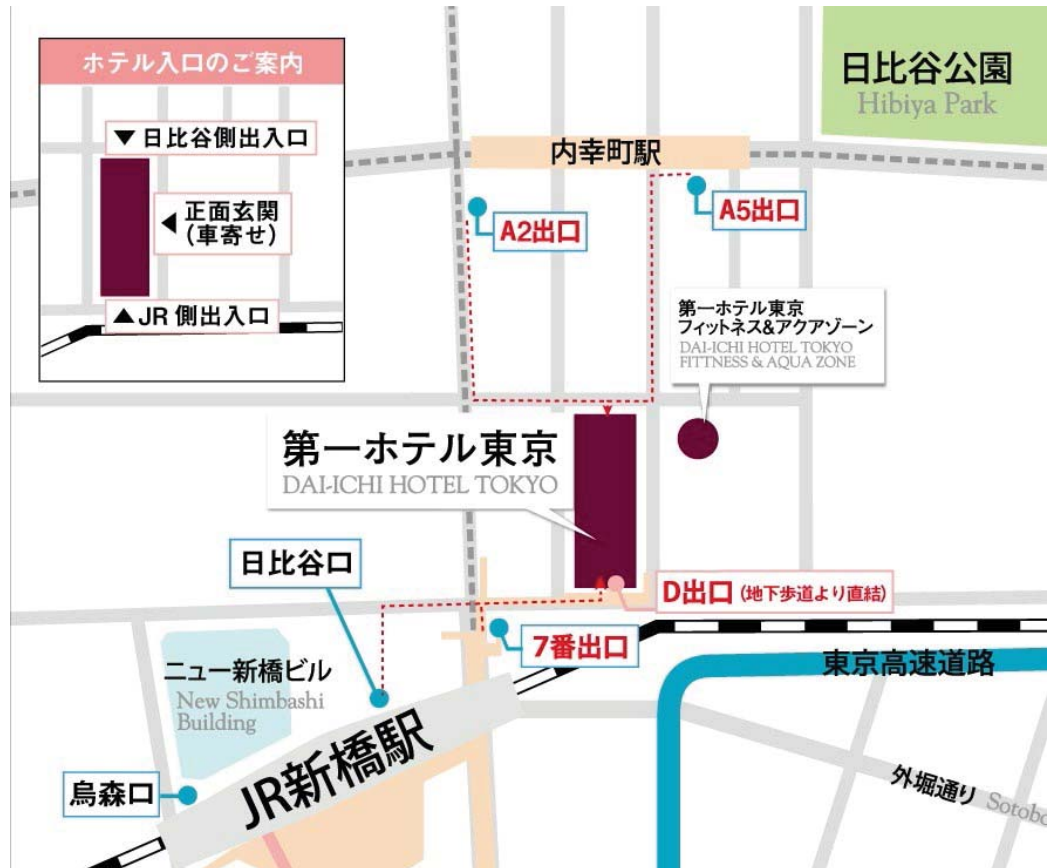 ホテル入口のご案内
▼日比谷側出入口
◀正面玄関
(車寄せ)
▲JR側出入口
日比谷公園
Hibiya Park
内幸町駅
A2出口
A5出口
第一ホテル東京
フィットネス&アクアゾーン
DAI-ICHI HOTEL TOKYO
FITTNESS & AQUA ZONE
第一ホテル東京
DAI-ICHI HOTEL TOKYO
日比谷口
D出口 (地下歩道より直結)
7番出口
東京高速道路
ニュー新橋ビル
New Shimbashi
Building
JR新橋駅
烏森口
外堀通り Sotobo